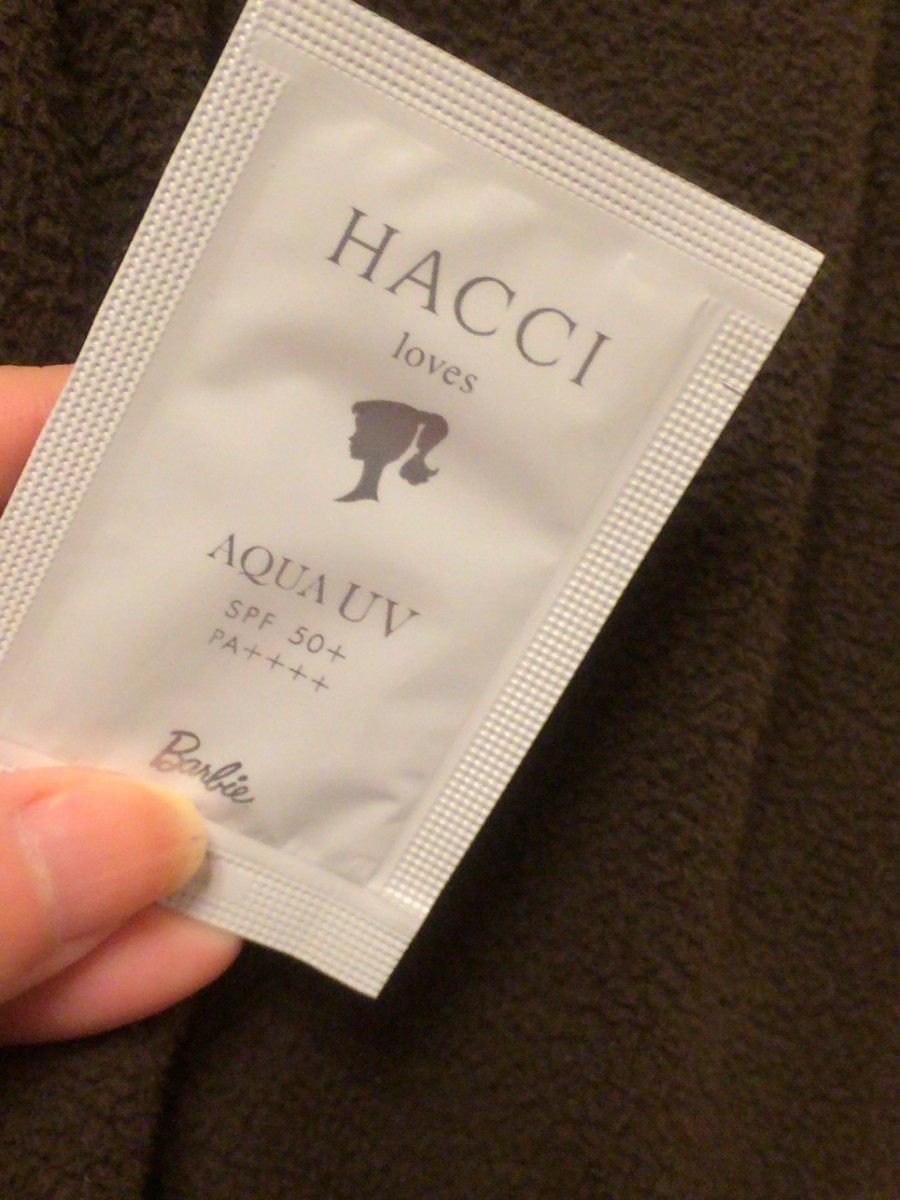 HACCI
loves
AQUA UV
SPF 50+
PA++++
Barbie